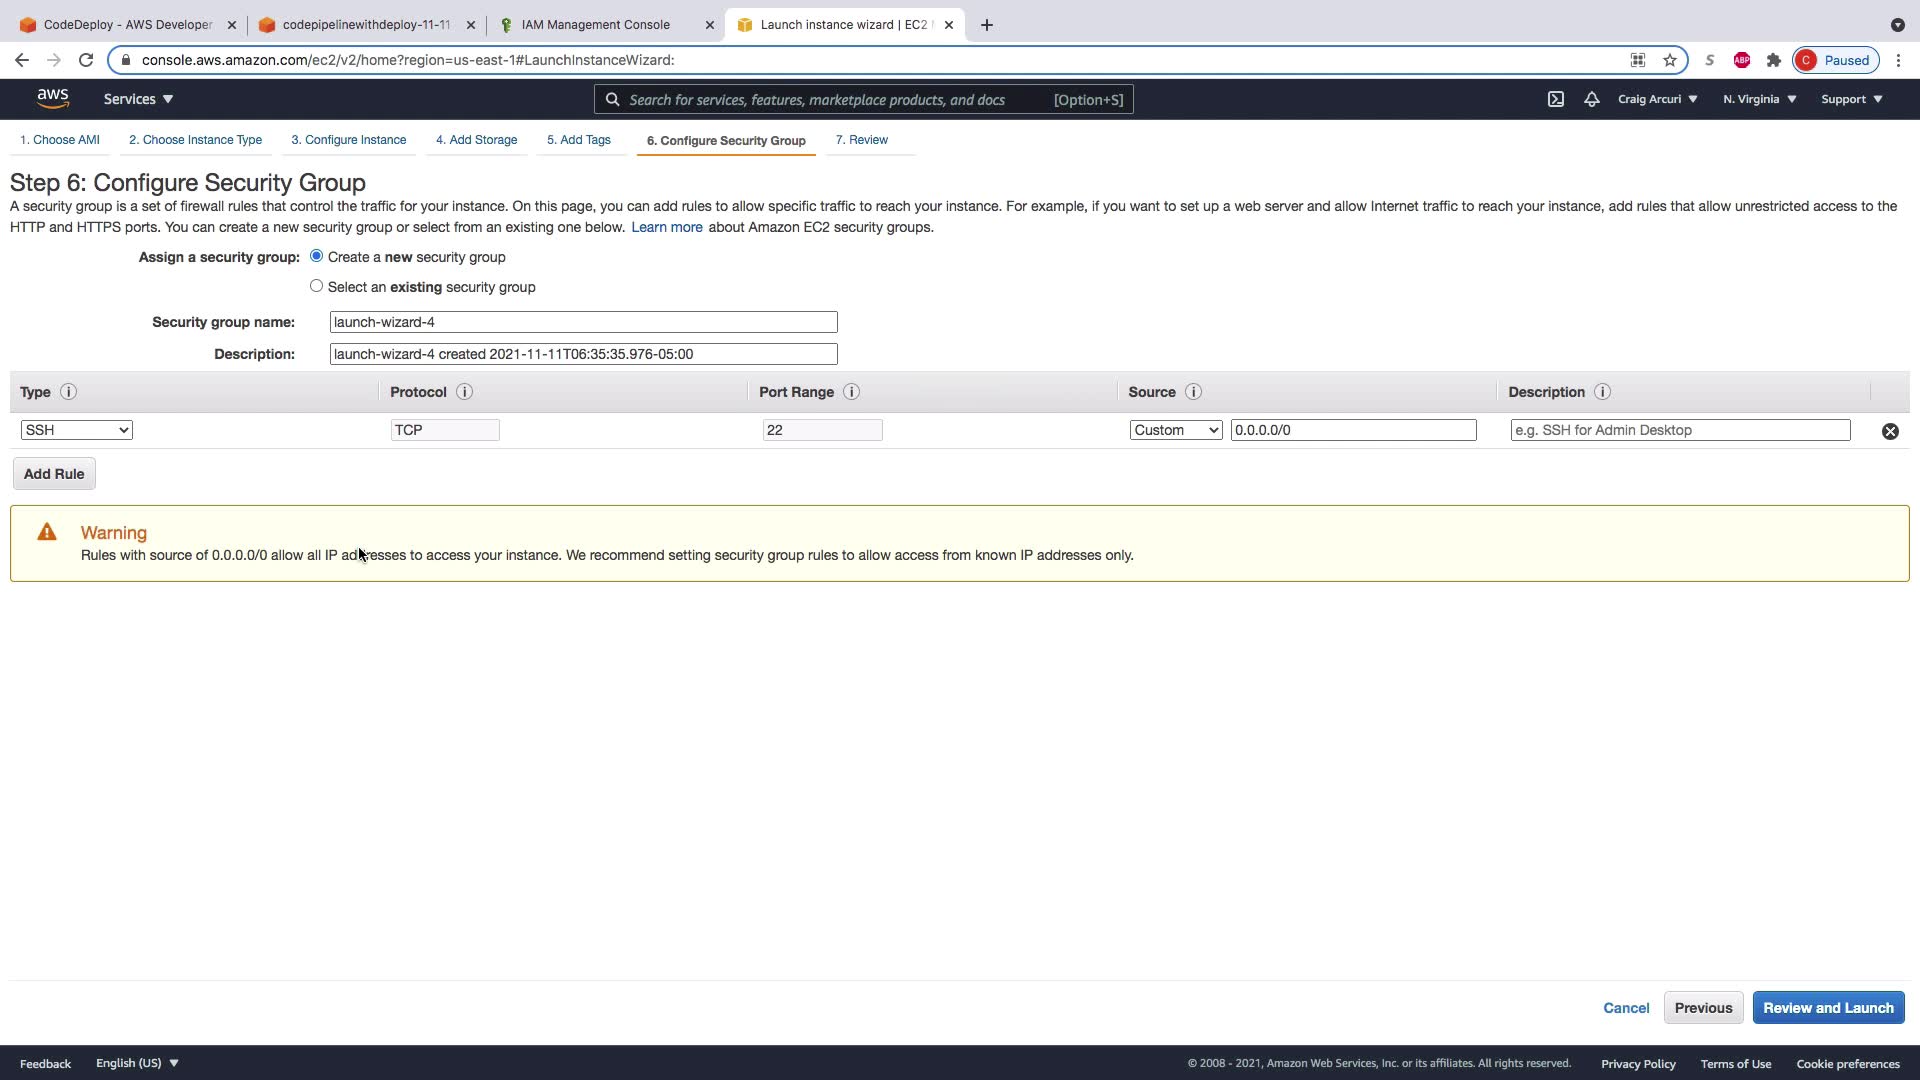 CodeDeploy - AWS Developer
codepipelinewithdeploy-11-11
IAM Management Console
Launch instance wizard | EC2
console.aws.amazon.com/ec2/v2/home?region=us-east-1#LaunchInstanceWizard:
S
ABP
C Paused
aws
Services
Search for services, features, marketplace products, and docs [Option+S]
Craig Arcuri
N. Virginia
Support
1. Choose AMI
2. Choose Instance Type
3. Configure Instance
4. Add Storage
5. Add Tags
6. Configure Security Group
7. Review
Step 6: Configure Security Group
A security group is a set of firewall rules that control the traffic for your instance. On this page, you can add rules to allow specific traffic to reach your instance. For example, if you want to set up a web server and allow Internet traffic to reach your instance, add rules that allow unrestricted access to the
HTTP and HTTPS ports. You can create a new security group or select from an existing one below. Learn more about Amazon EC2 security groups.
Assign a security group: Create a new security group
Select an existing security group
Security group name: launch-wizard-4
Description: launch-wizard-4 created 2021-11-11T06:35:35.976-05:00
Type i Protocol i Port Range i Source i Description i
SSH TCP 22 Custom 0.0.0.0/0 e.g. SSH for Admin Desktop
Add Rule
Warning
Rules with source of 0.0.0.0/0 allow all IP addresses to access your instance. We recommend setting security group rules to allow access from known IP addresses only.
Cancel Previous Review and Launch
Feedback English (US) © 2008 - 2021, Amazon Web Services, Inc. or its affiliates. All rights reserved. Privacy Policy Terms of Use Cookie preferences